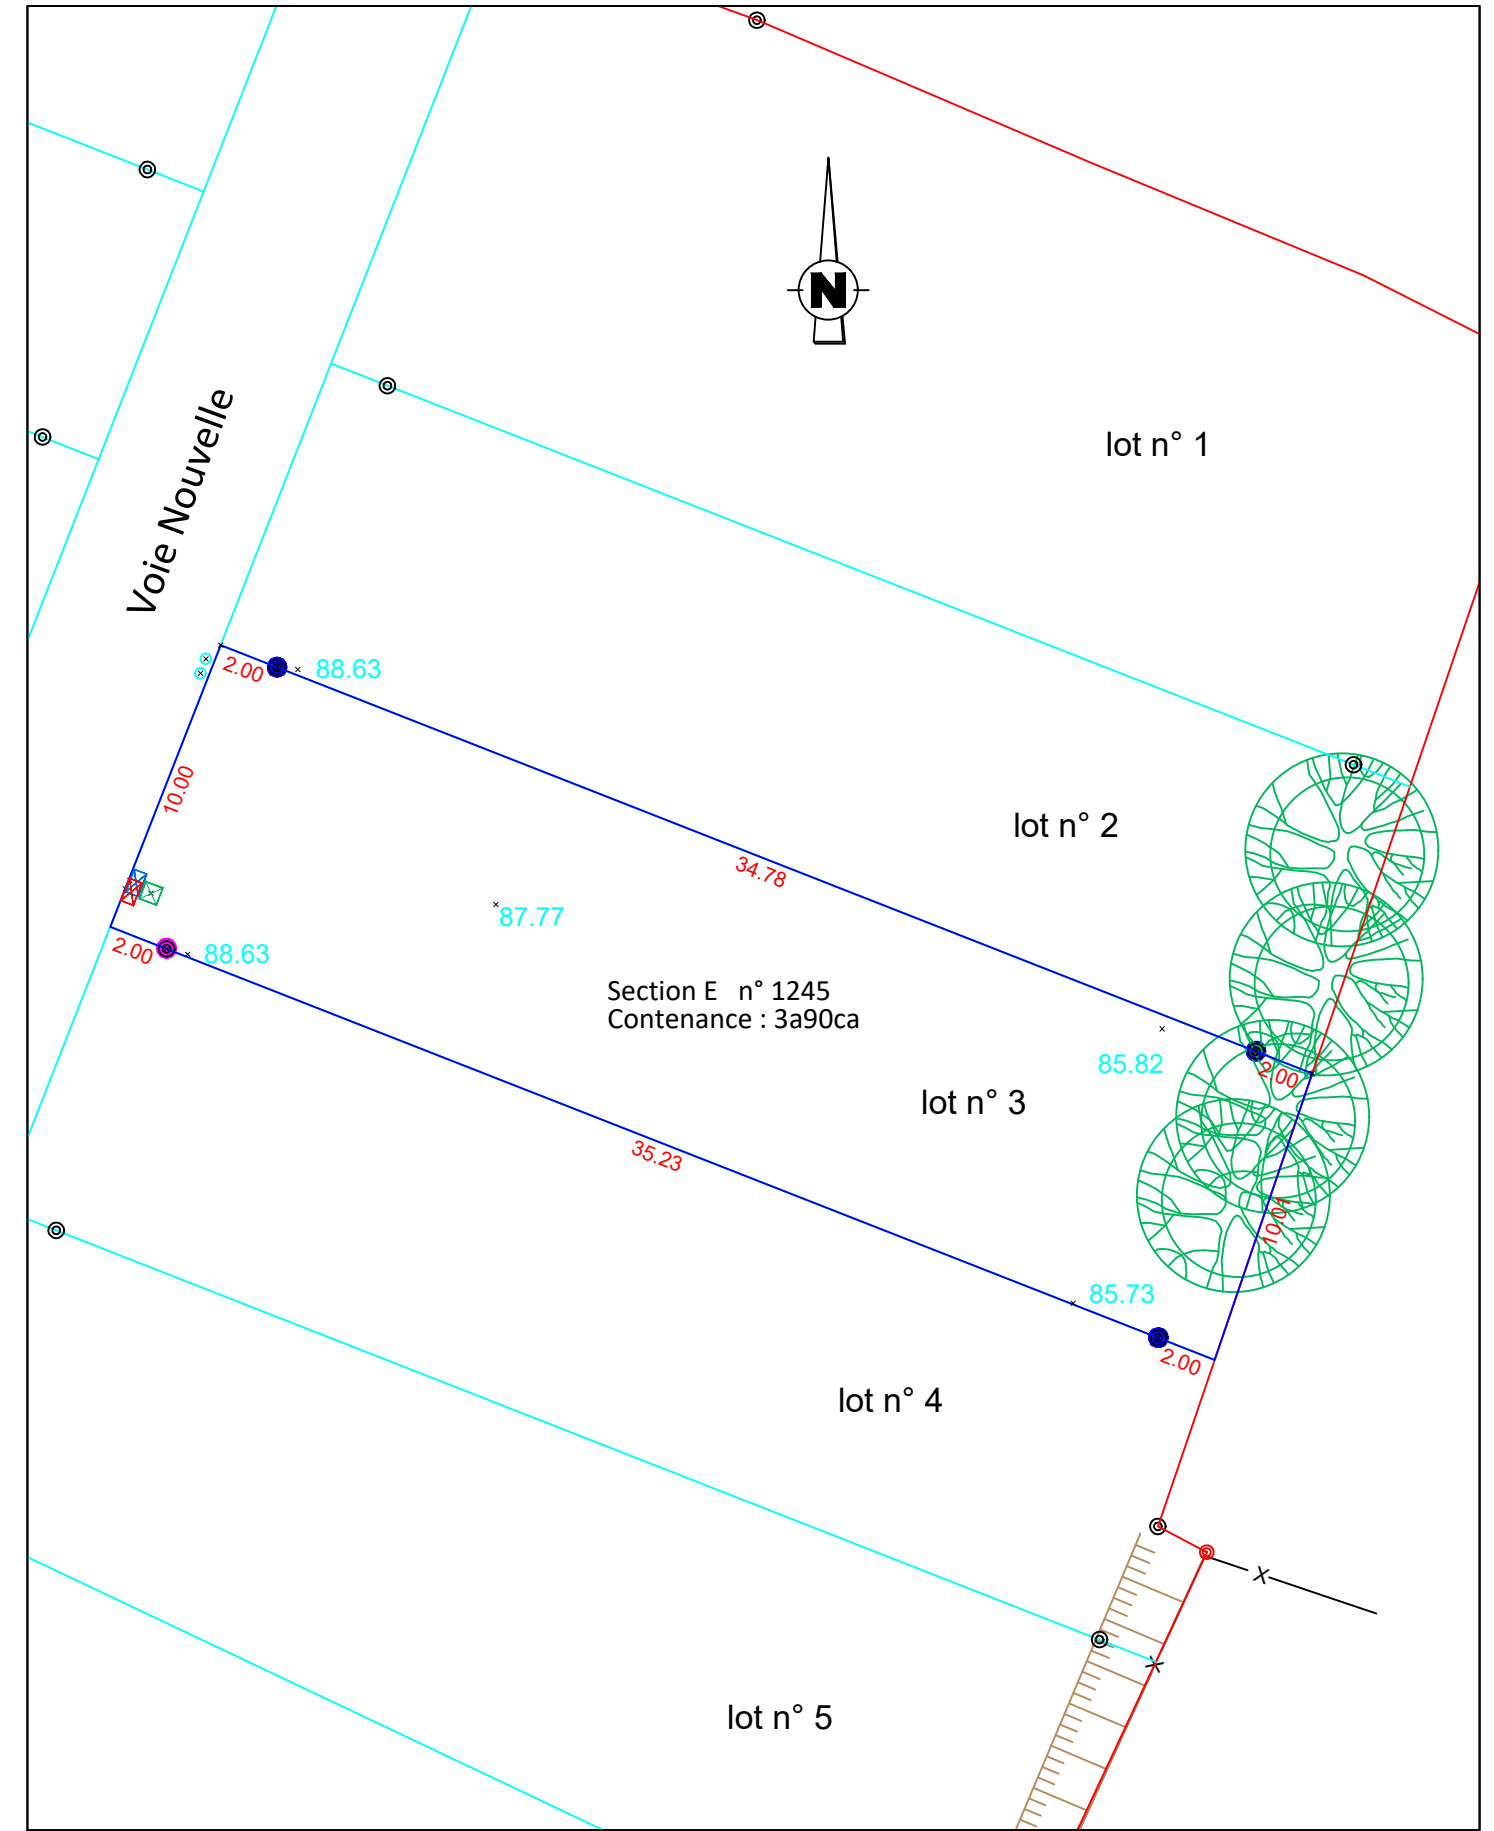 N
lot n° 1
Voie Nouvelle
2.00
88.63
10.00
lot n° 2
34.78
87.77
2.00
88.63
Section E n° 1245
Contenance : 3a90ca
85.82
2.00
lot n° 3
35.23
10.01
85.73
2.00
lot n° 4
X
X
lot n° 5